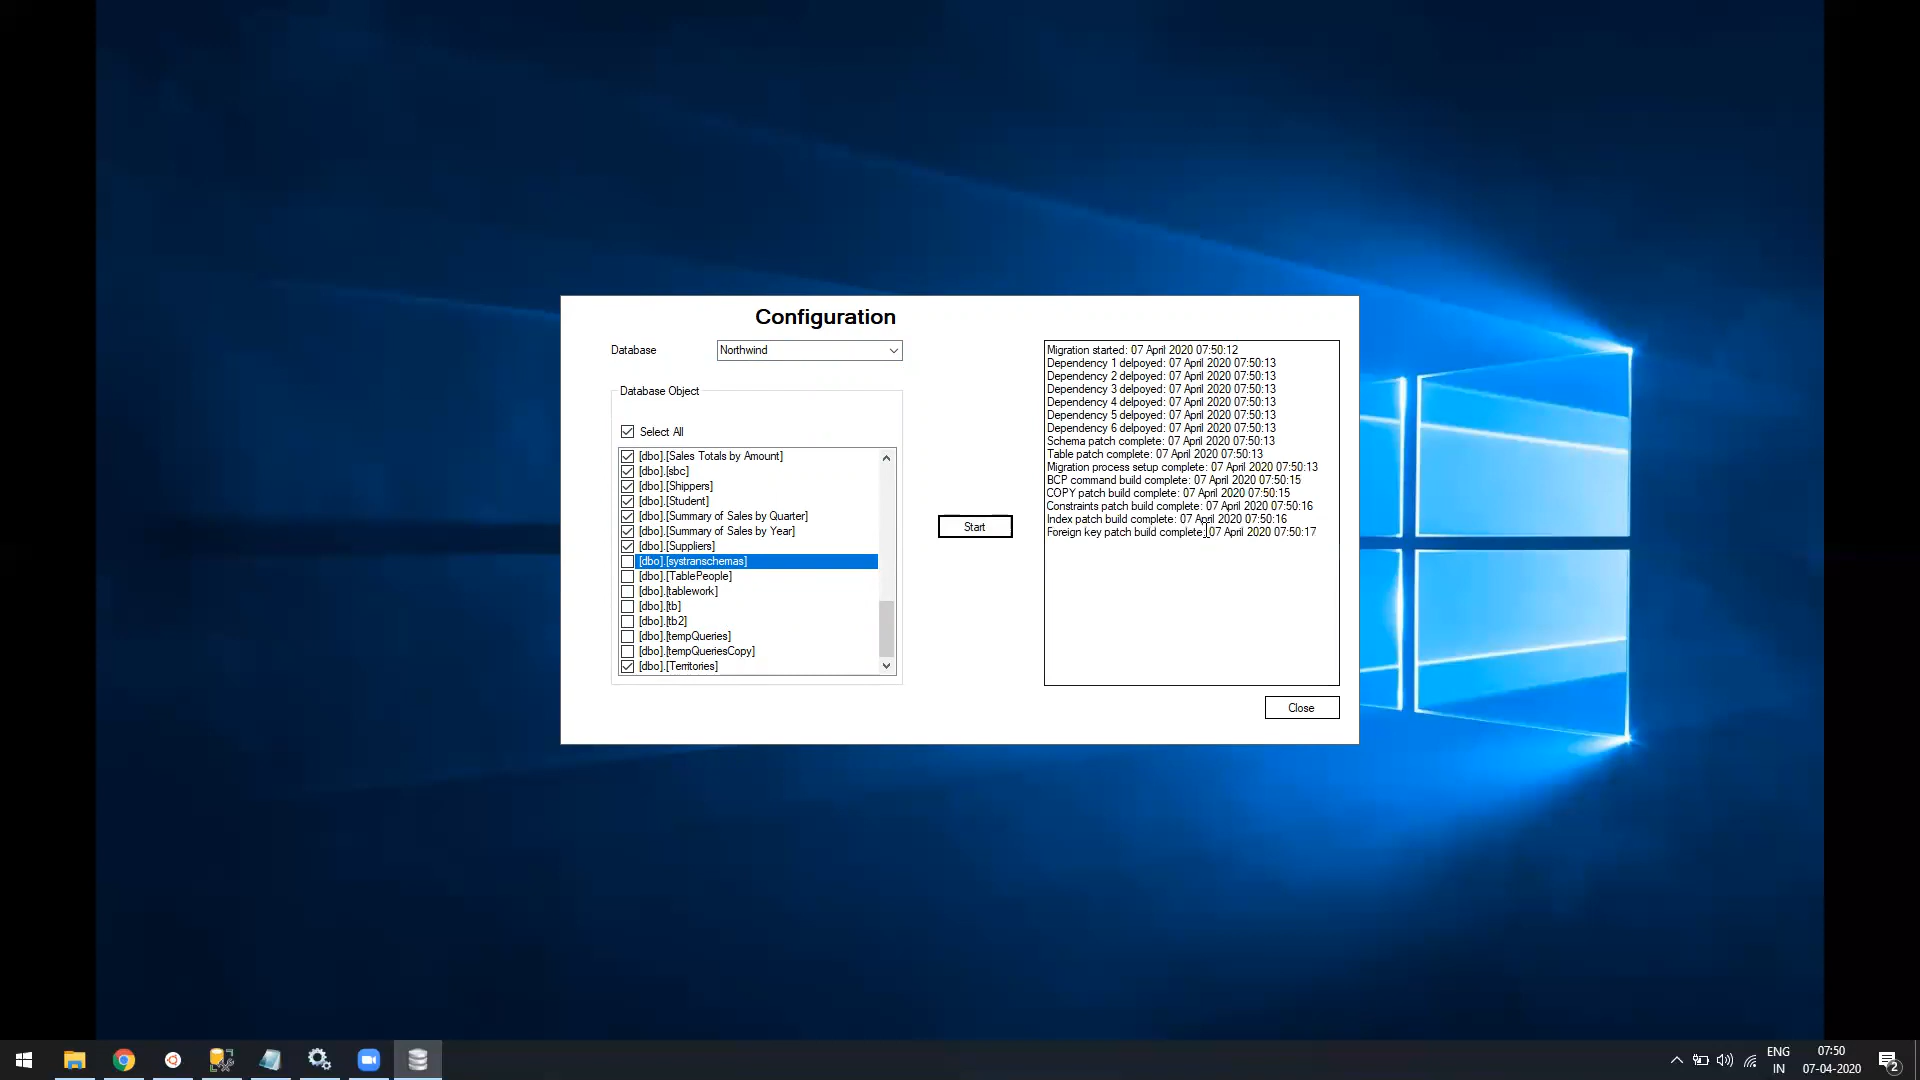 Configuration
Database
Northwind
Database Object
Select All
[dbo].[Sales Totals by Amount]
[dbo].[sbc]
[dbo].[Shippers]
[dbo].[Student]
[dbo].[Summary of Sales by Quarter]
[dbo].[Summary of Sales by Year]
[dbo].[Suppliers]
[dbo].[systranschemas]
[dbo].[TablePeople]
[dbo].[tablework]
[dbo].[tb]
[dbo].[tb2]
[dbo].[tempQueries]
[dbo].[tempQueriesCopy]
[dbo].[Territories]
Start
Migration started: 07 April 2020 07:50:12
Dependency 1 delpoyed: 07 April 2020 07:50:13
Dependency 2 delpoyed: 07 April 2020 07:50:13
Dependency 3 delpoyed: 07 April 2020 07:50:13
Dependency 4 delpoyed: 07 April 2020 07:50:13
Dependency 5 delpoyed: 07 April 2020 07:50:13
Dependency 6 delpoyed: 07 April 2020 07:50:13
Schema patch complete: 07 April 2020 07:50:13
Table patch complete: 07 April 2020 07:50:13
Migration process setup complete: 07 April 2020 07:50:13
BCP command build complete: 07 April 2020 07:50:15
COPY patch build complete: 07 April 2020 07:50:15
Constraints patch build complete: 07 April 2020 07:50:16
Index patch build complete: 07 April 2020 07:50:16
Foreign key patch build complete: 07 April 2020 07:50:17
Close
ENG
IN
07:50
07-04-2020
2